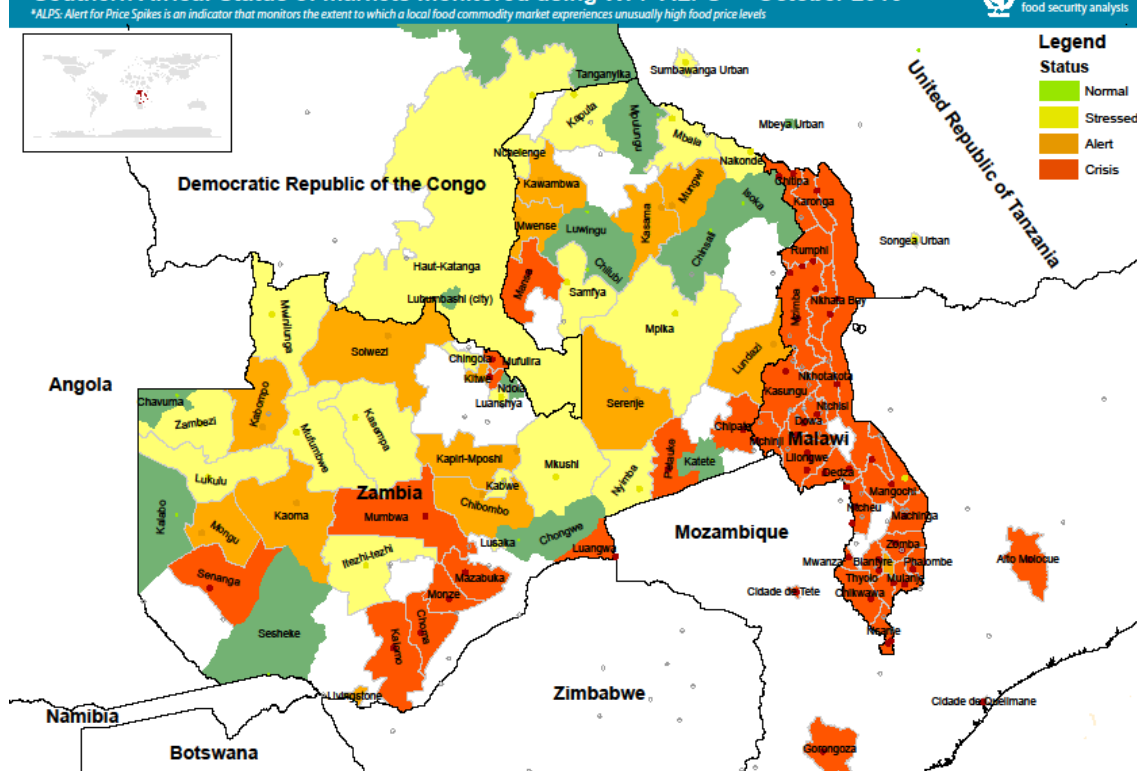 *ALPS: Alert for Price Spikes is an indicator that monitors the extent to which a local food commodity market experiences unusually high food price levels
food security analysis
Legend
Status
Normal
Stressed
Alert
Crisis
United Republic of Tanzania
Democratic Republic of the Congo
Angola
Zambia
Malawi
Mozambique
Zimbabwe
Namibia
Botswana
Tanganyika
Sumbawanga Urban
Kaputa
Mpulungu
Mbala
Mbeya Urban
Nchelenge
Nakonde
Chitipa
Kawambwa
Mungwi
Isoka
Karonga
Mwense
Luwingu
Kasama
Chinsali
Songea Urban
Rumphi
Haut-Katanga
Mansa
Chilubi
Samfya
Lubumbashi (city)
Mzimba
Nkhata Bay
Mwinilunga
Mpika
Solwezi
Chingola
Mufulira
Lundazi
Kitwe
Ndola
Luanshya
Nkhotakota
Kasungu
Ntchisi
Chavuma
Kabompo
Zambezi
Serenje
Dowa
Mufumbwe
Kasempa
Chipata
Mchinji
Kapiri-Mposhi
Petauke
Katete
Lilongwe
Dedza
Lukulu
Mkushi
Nyimba
Kabwe
Mangochi
Kalabo
Kaoma
Mumbwa
Chibombo
Ntcheu
Machinga
Mongu
Chongwe
Lusaka
Luangwa
Zomba
Itezhi-tezhi
Mwanza
Blantyre
Phalombe
Alto Molocue
Senanga
Mazabuka
Thyolo
Mulanje
Monze
Cidade de Tete
Chikwawa
Sesheke
Choma
Kalomo
Nsanje
Livingstone
Cidade de Quelimane
Gorongoza